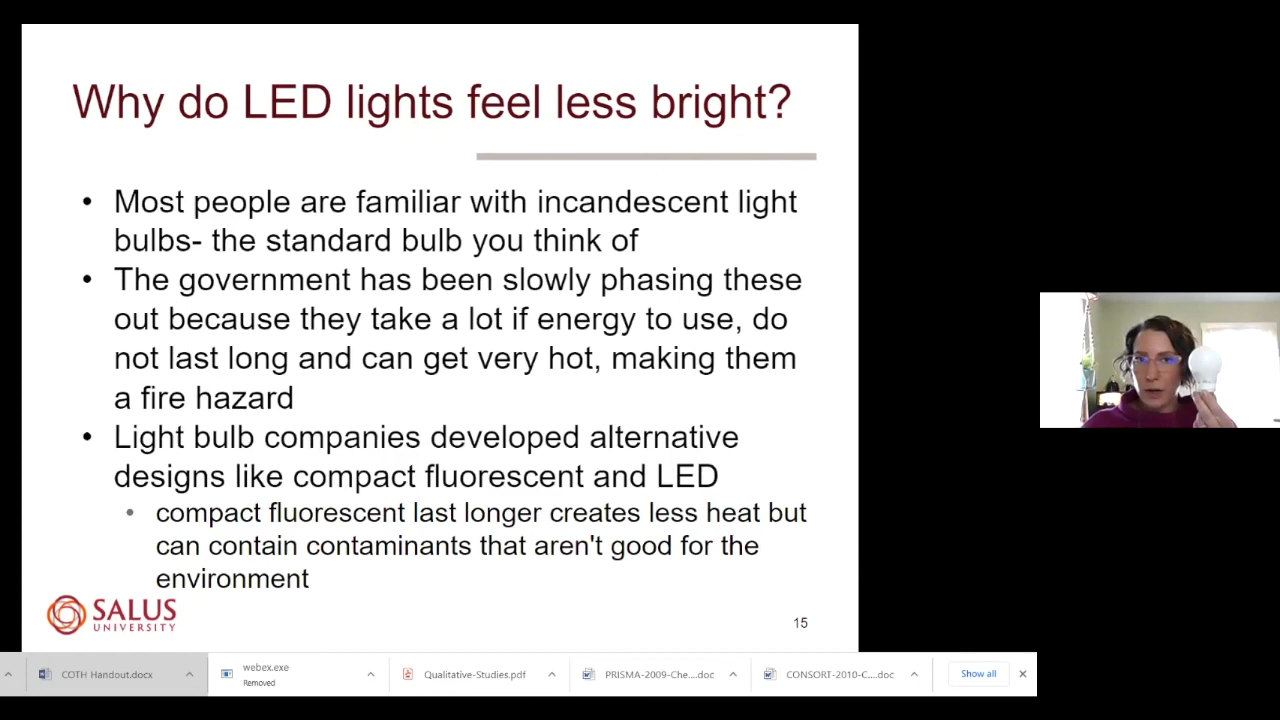 Why do LED lights feel less bright?
• Most people are familiar with incandescent light
bulbs- the standard bulb you think of
• The government has been slowly phasing these
out because they take a lot if energy to use, do
not last long and can get very hot, making them
a fire hazard
• Light bulb companies developed alternative
designs like compact fluorescent and LED
• compact fluorescent last longer creates less heat but
can contain contaminants that aren't good for the
environment
SALUS
UNIVERSITY
15
COTH Handout.docx
webex.exe
Removed
Qualitative-Studies.pdf
PRISMA-2009-Che....doc
CONSORT-2010-C....doc
Show all